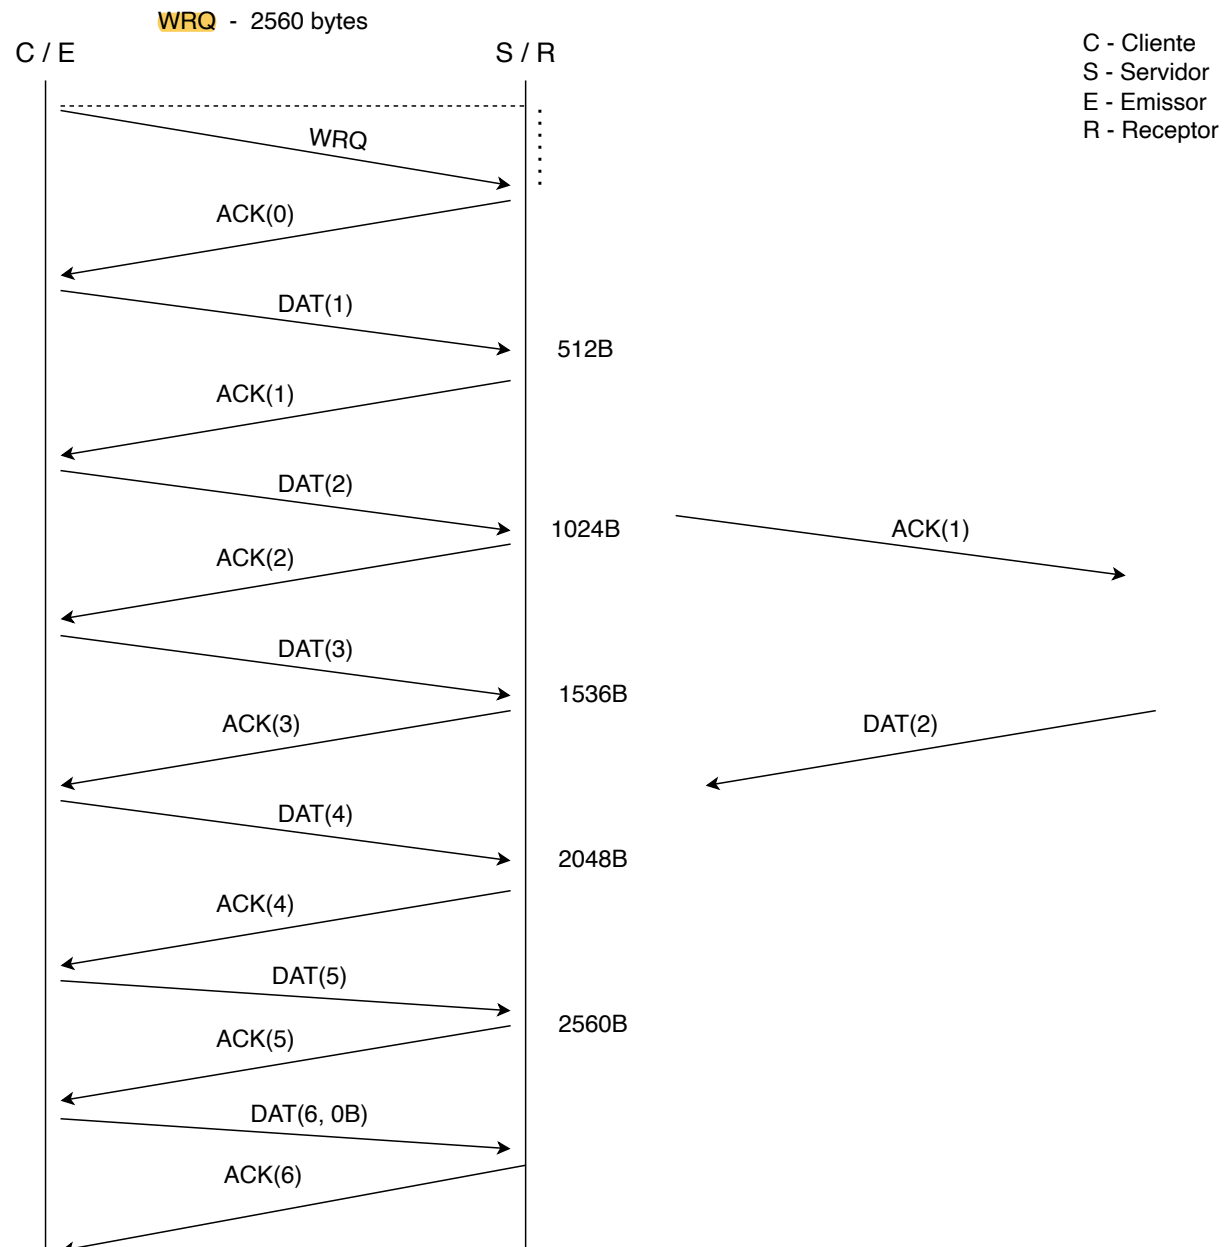 WRQ - 2560 bytes
C / E
S / R
C - Cliente
S - Servidor
E - Emissor
R - Receptor
WRQ
ACK(0)
DAT(1)
512B
ACK(1)
DAT(2)
1024B
ACK(1)
ACK(2)
DAT(3)
1536B
ACK(3)
DAT(2)
DAT(4)
2048B
ACK(4)
DAT(5)
2560B
ACK(5)
DAT(6, 0B)
ACK(6)